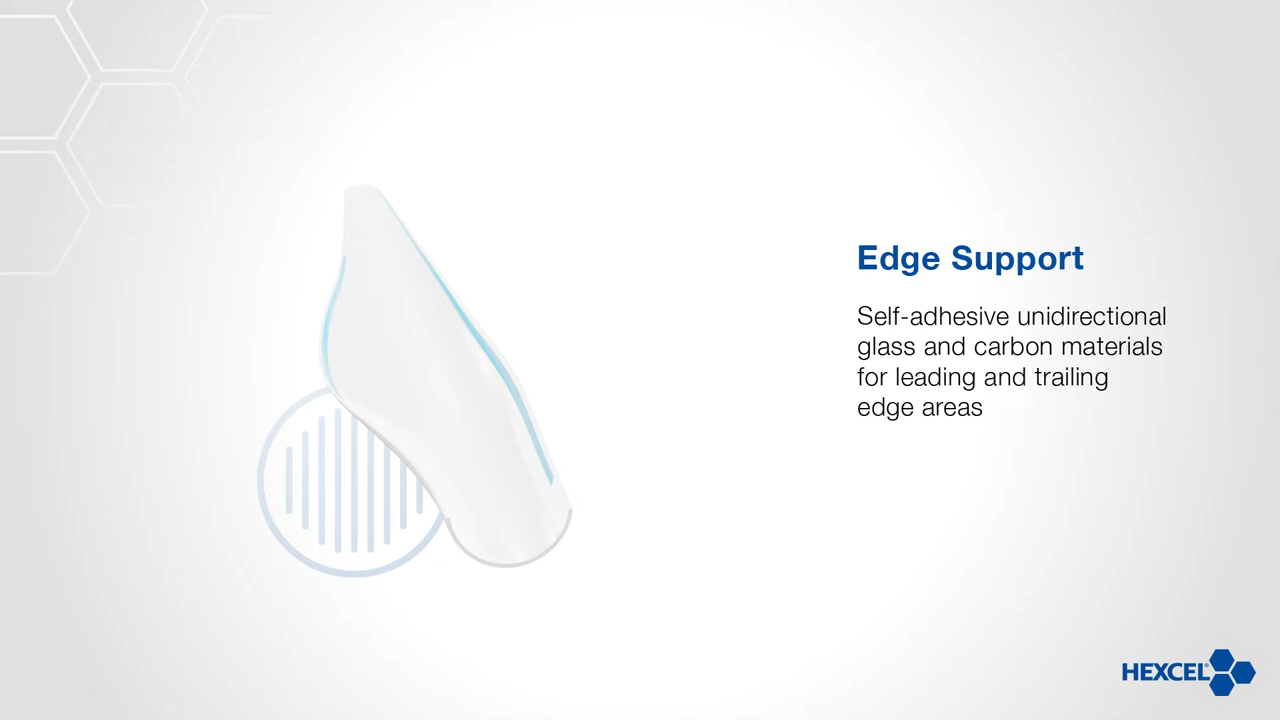 Edge Support
Self-adhesive unidirectional
glass and carbon materials
for leading and trailing
edge areas
HEXCEL®